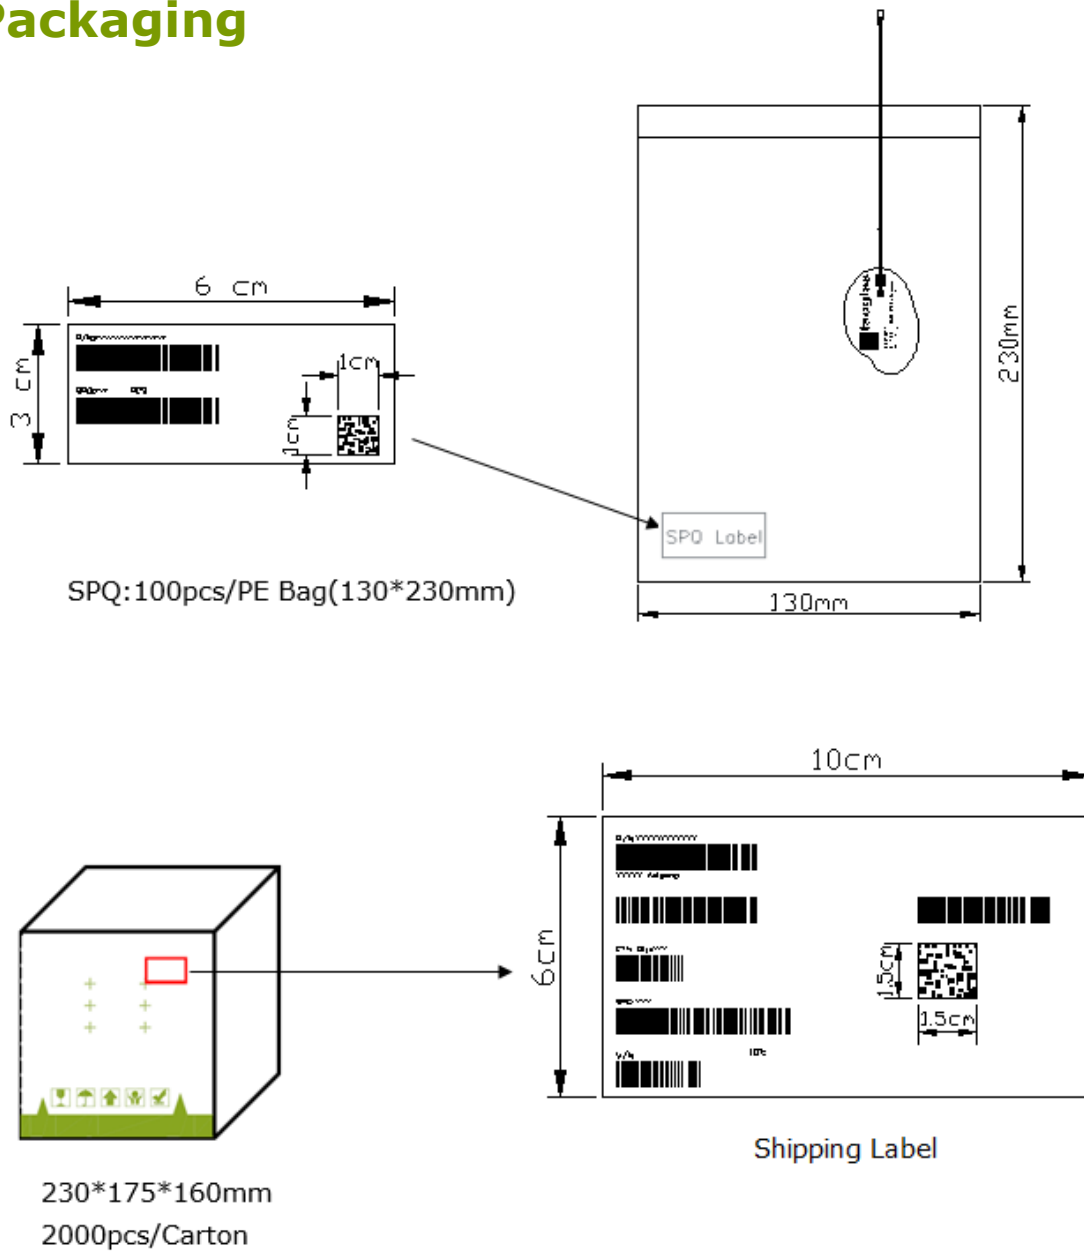 Packaging
6 cm
3 cm
1cm
1cm
230mm
SPQ Label
SPQ:100pcs/PE Bag(130*230mm)
130mm
10cm
6cm
1.5cm
1.5cm
Shipping Label
230*175*160mm
2000pcs/Carton